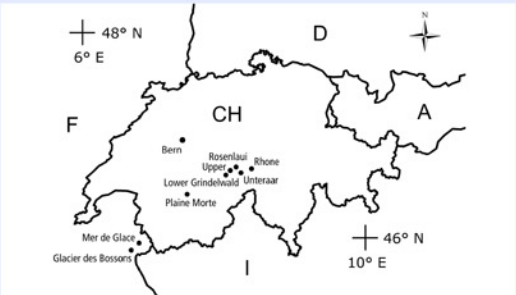 N
48° N
6° E
D
A
F
CH
Bern
Rosenlaui
Upper
Rhone
Lower Grindelwald
Unteraar
Plaine Morte
Mer de Glace
Glacier des Bossons
46° N
10° E
I